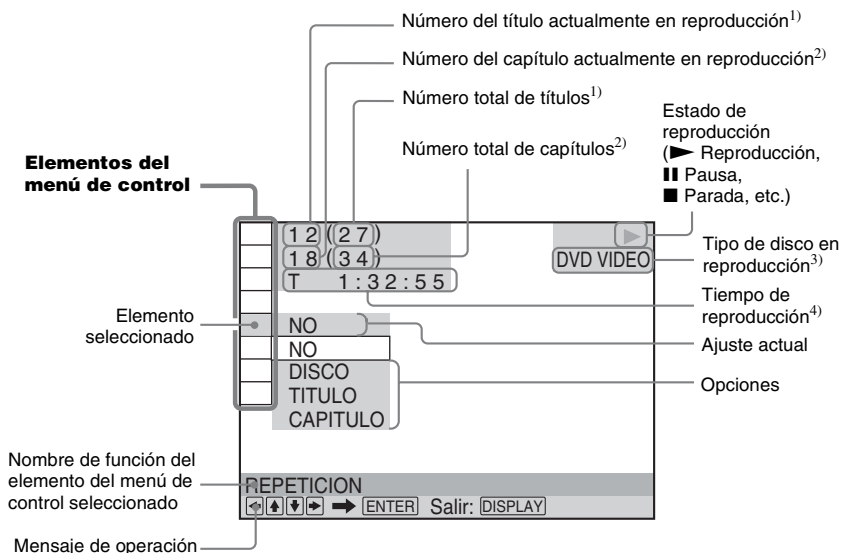 Número del título actualmente en reproducción1)
Número del capítulo actualmente en reproducción2)
Número total de títulos1)
Número total de capítulos2)
Estado de
reproducción
(► Reproducción,
❚❚ Pausa,
■ Parada, etc.)
Elementos del
menú de control
12(27)
18(34)
T 1:32:55
►
DVD VIDEO
Tipo de disco en
reproducción3)
Tiempo de
reproducción4)
Elemento
seleccionado
NO
Ajuste actual
NO
DISCO
TITULO
CAPITULO
Opciones
Nombre de función del
elemento del menú de
control seleccionado
REPETICION
← ↑ ↓ → ➡ ENTER Salir: DISPLAY
Mensaje de operación